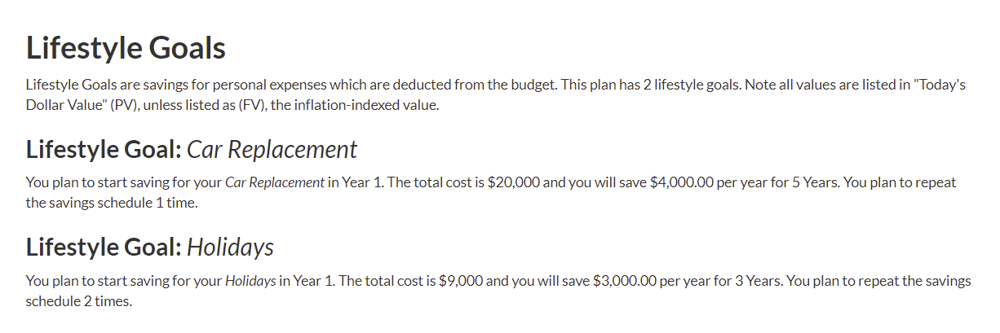 Lifestyle Goals
Lifestyle Goals are savings for personal expenses which are deducted from the budget. This plan has 2 lifestyle goals. Note all values are listed in "Today's
Dollar Value" (PV), unless listed as (FV), the inflation-indexed value.
Lifestyle Goal: Car Replacement
You plan to start saving for your Car Replacement in Year 1. The total cost is $20,000 and you will save $4,000.00 per year for 5 Years. You plan to repeat
the savings schedule 1 time.
Lifestyle Goal: Holidays
You plan to start saving for your Holidays in Year 1. The total cost is $9,000 and you will save $3,000.00 per year for 3 Years. You plan to repeat the savings
schedule 2 times.